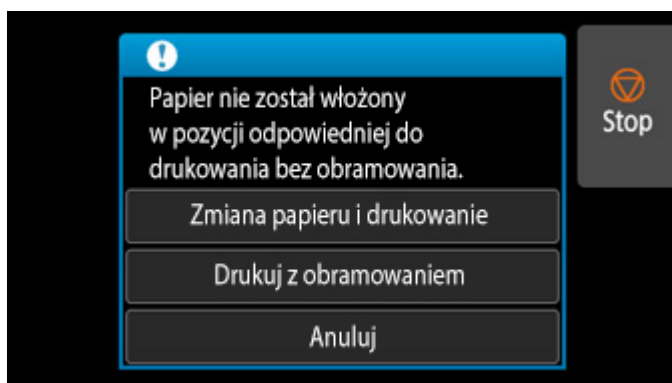 Papier nie został włożony
w pozycji odpowiedniej do
drukowania bez obramowania.
Zmiana papieru i drukowanie
Drukuj z obramowaniem
Anuluj
Stop